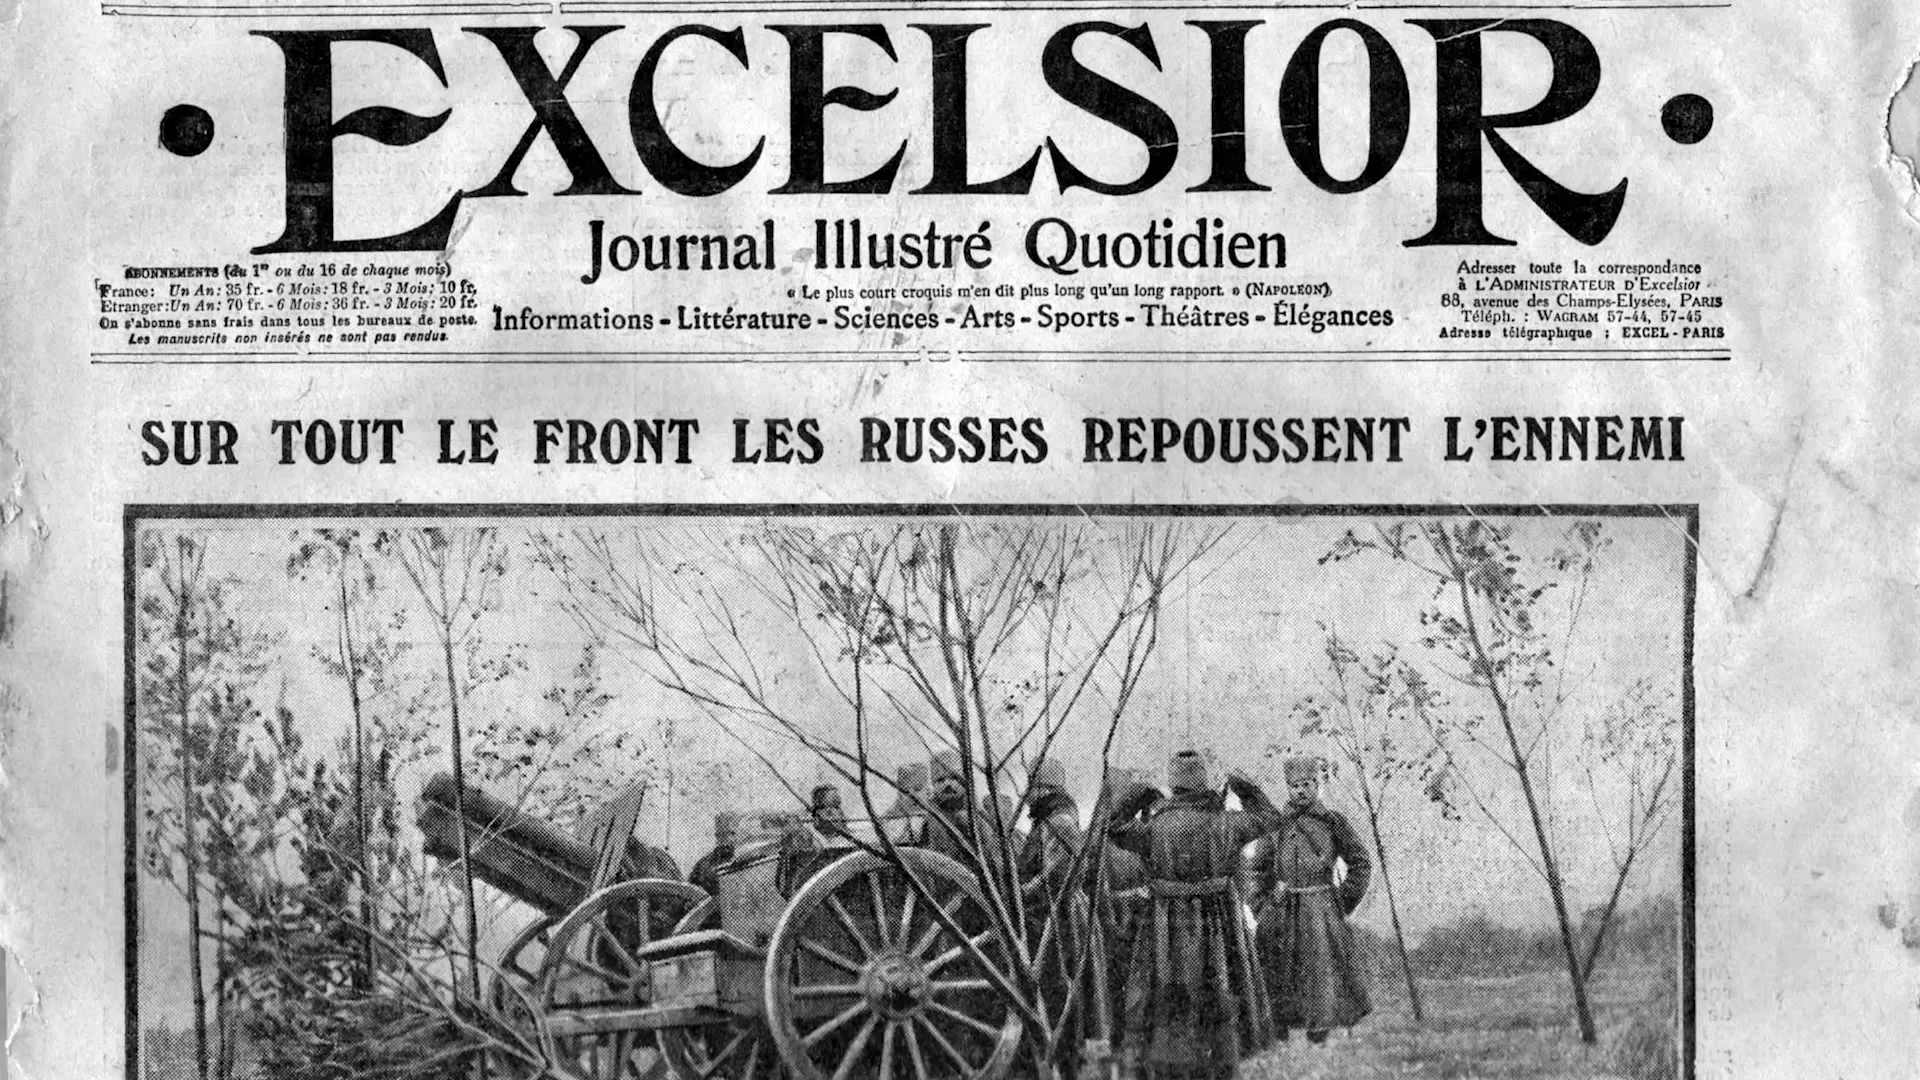 • EXCELSIOR •
Journal Illustré Quotidien
ABONNEMENTS (du 1er ou du 16 de chaque mois)
France: Un An: 35 fr. - 6 Mois: 18 fr. - 3 Mois: 10 fr.
Etranger: Un An: 70 fr. - 6 Mois: 36 fr. - 3 Mois: 20 fr.
On s'abonne sans frais dans tous les bureaux de poste.
Les manuscrits non insérés ne sont pas rendus.
« Le plus court croquis m'en dit plus long qu'un long rapport. » (NAPOLÉON)
Informations - Littérature - Sciences - Arts - Sports - Théâtres - Élégances
Adresser toute la correspondance
à L'ADMINISTRATEUR D'Excelsior
88, avenue des Champs-Elysées, PARIS
Téléph. : WAGRAM 57-44, 57-45
Adresse télégraphique : EXCEL - PARIS
SUR TOUT LE FRONT LES RUSSES REPOUSSENT L'ENNEMI